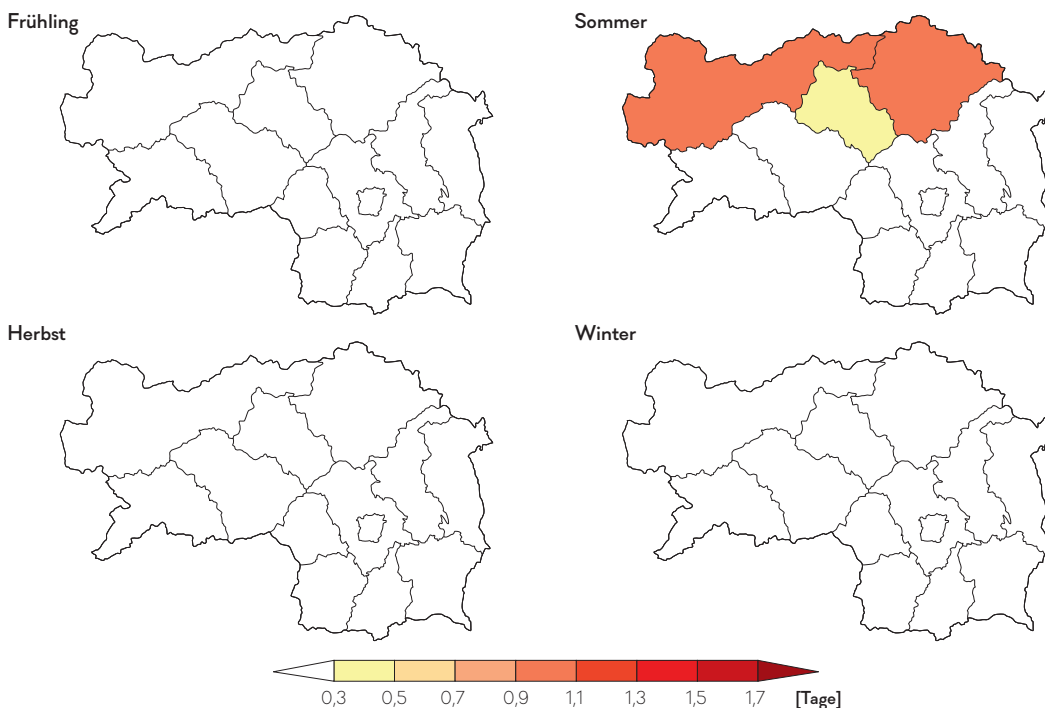 Frühling
Sommer
Herbst
Winter
0,3 0,5 0,7 0,9 1,1 1,3 1,5 1,7 [Tage]